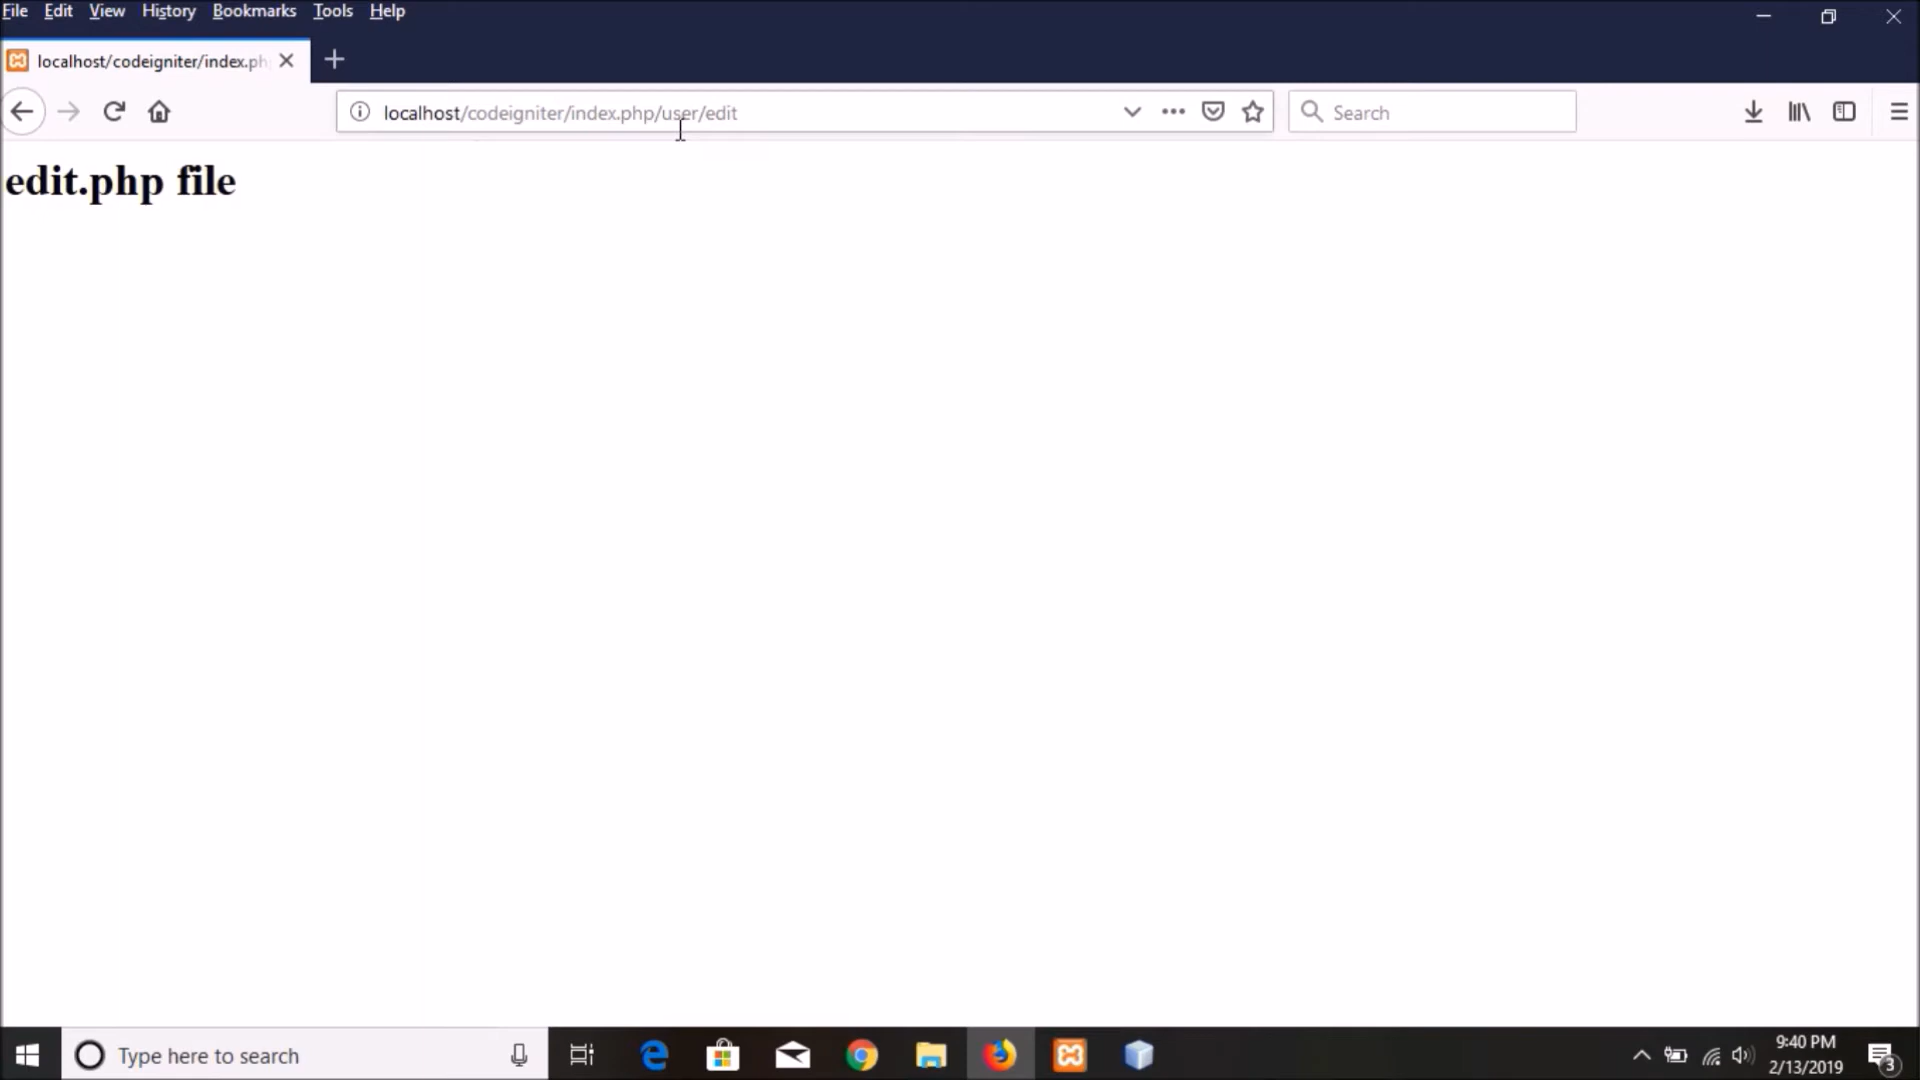 File Edit View History Bookmarks Tools Help
localhost/codeigniter/index.ph
localhost/codeigniter/index.php/user/edit
Search
edit.php file
Type here to search
9:40 PM
2/13/2019
3